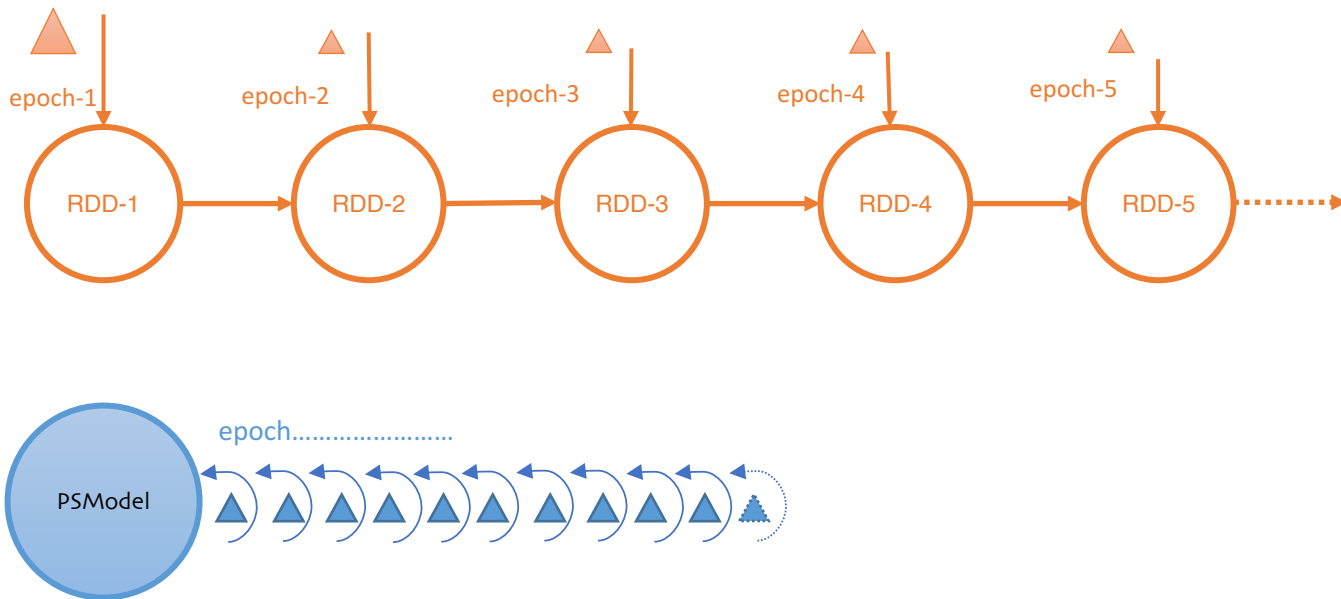 epoch-1
epoch-2
epoch-3
epoch-4
epoch-5
RDD-1
RDD-2
RDD-3
RDD-4
RDD-5
epoch……………………
PSModel